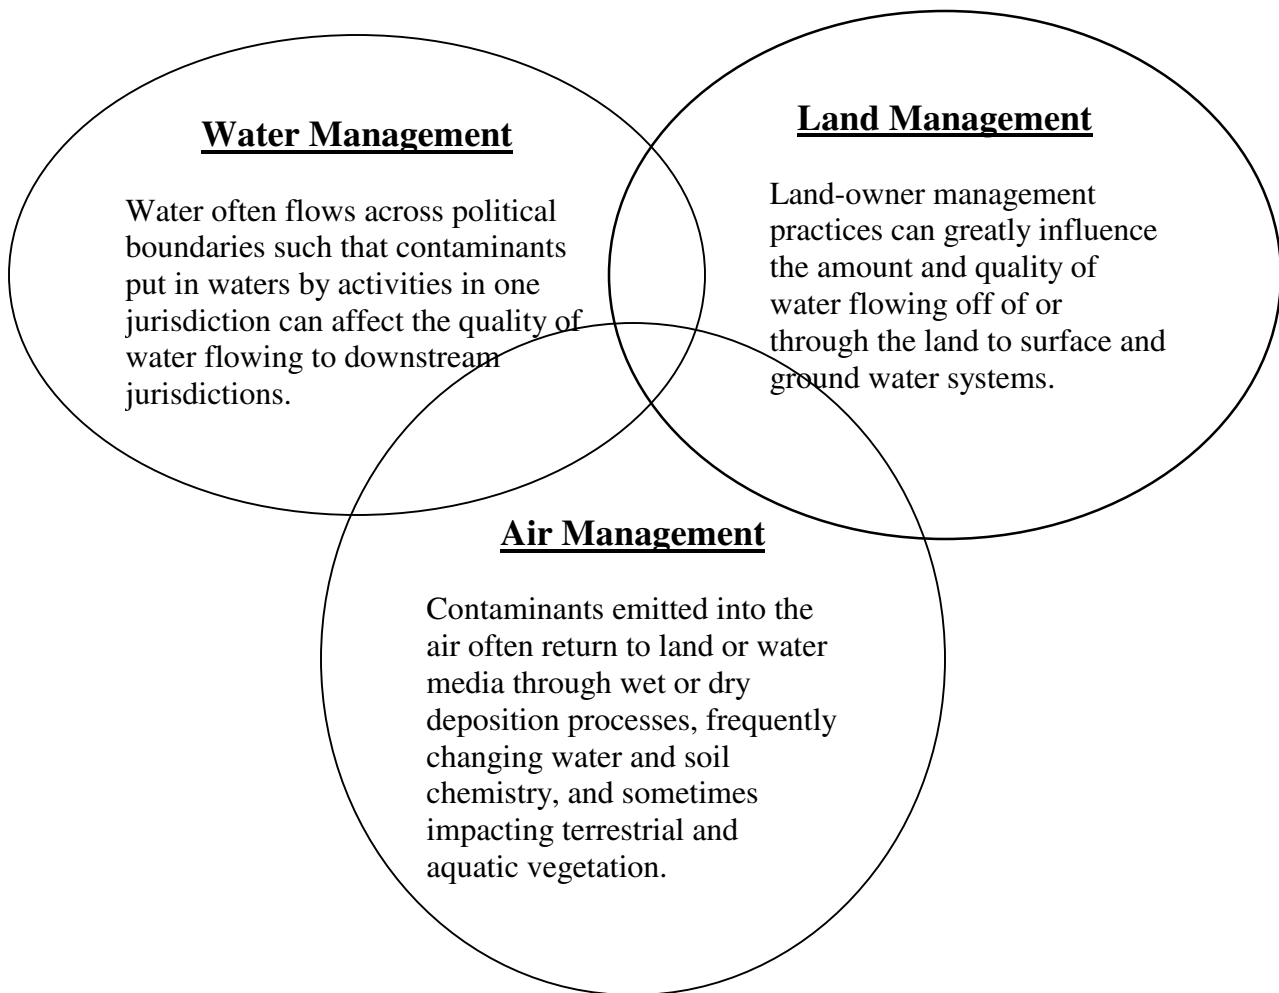 Water Management
Water often flows across political
boundaries such that contaminants
put in waters by activities in one
jurisdiction can affect the quality of
water flowing to downstream
jurisdictions.
Land Management
Land-owner management
practices can greatly influence
the amount and quality of
water flowing off of or
through the land to surface and
ground water systems.
Air Management
Contaminants emitted into the
air often return to land or water
media through wet or dry
deposition processes, frequently
changing water and soil
chemistry, and sometimes
impacting terrestrial and
aquatic vegetation.